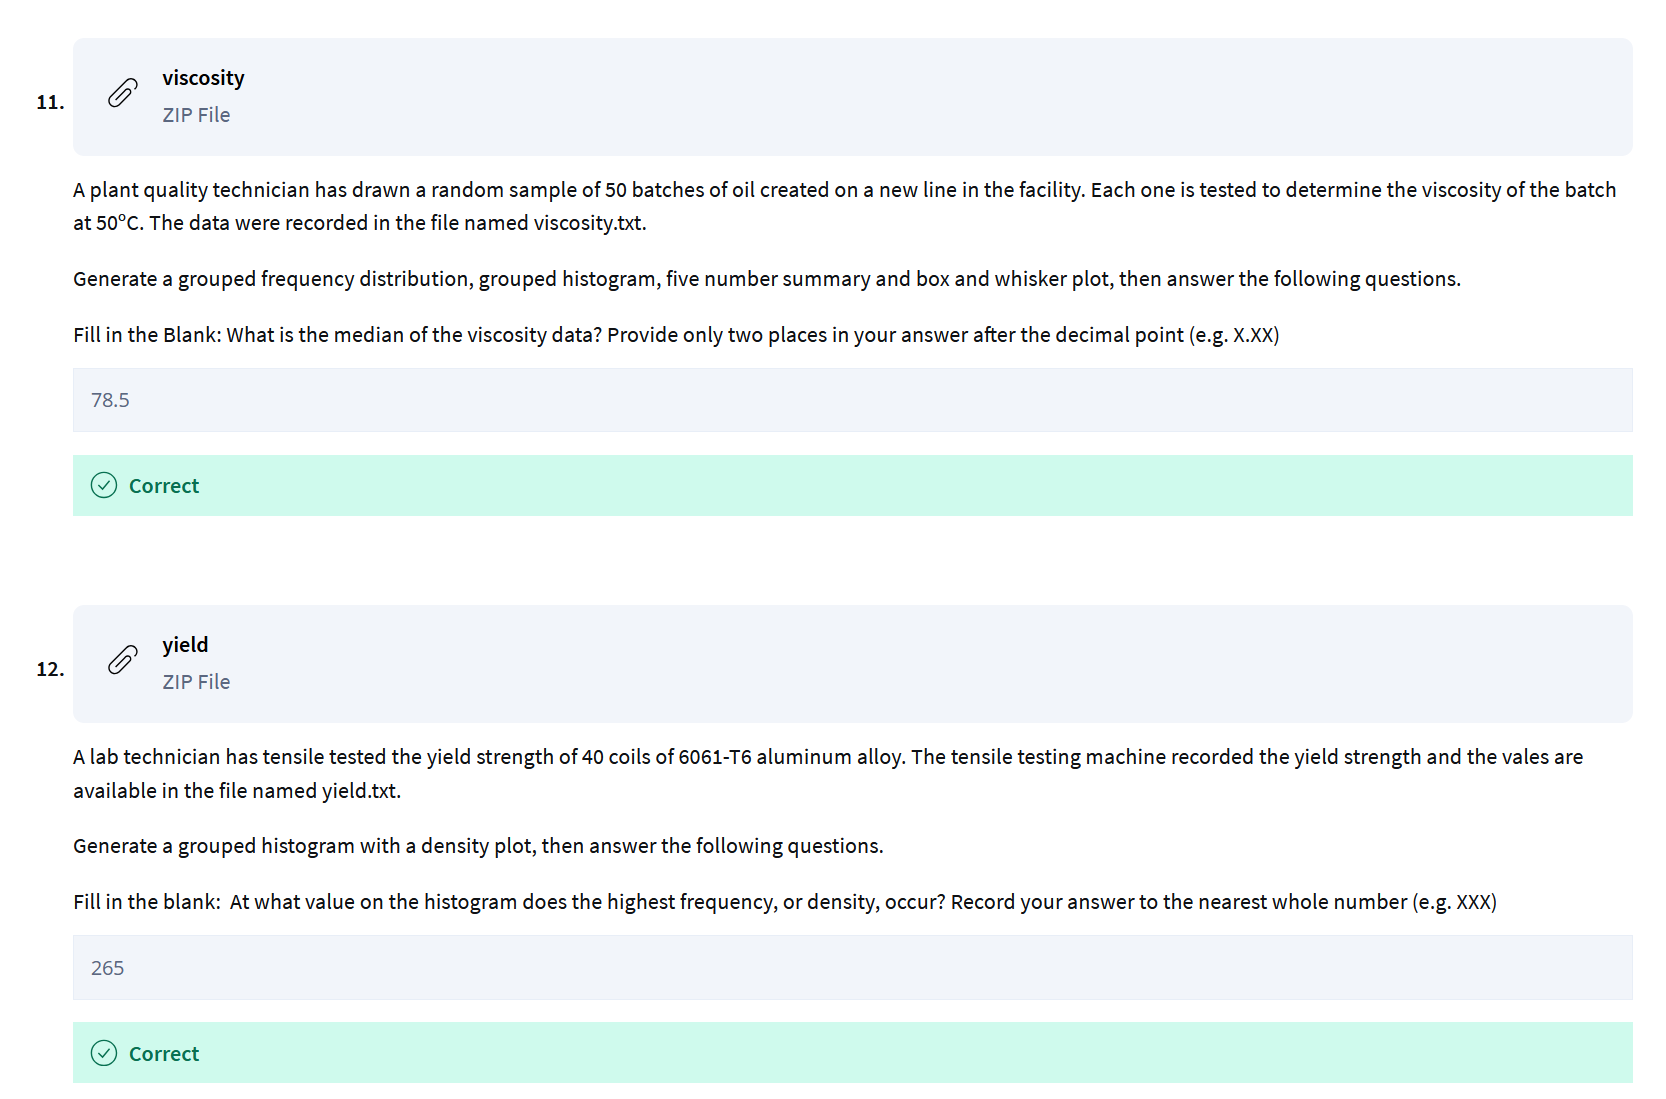 11.
viscosity
ZIP File
A plant quality technician has drawn a random sample of 50 batches of oil created on a new line in the facility. Each one is tested to determine the viscosity of the batch
at 50°C. The data were recorded in the file named viscosity.txt.
Generate a grouped frequency distribution, grouped histogram, five number summary and box and whisker plot, then answer the following questions.
Fill in the Blank: What is the median of the viscosity data? Provide only two places in your answer after the decimal point (e.g. X.XX)
78.5
Correct
12.
yield
ZIP File
A lab technician has tensile tested the yield strength of 40 coils of 6061-T6 aluminum alloy. The tensile testing machine recorded the yield strength and the vales are
available in the file named yield.txt.
Generate a grouped histogram with a density plot, then answer the following questions.
Fill in the blank:  At what value on the histogram does the highest frequency, or density, occur? Record your answer to the nearest whole number (e.g. XXX)
265
Correct